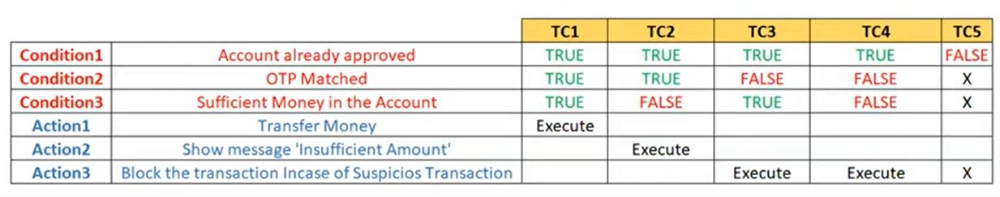 TC1 TC2 TC3 TC4 TC5
Condition1 Account already approved TRUE TRUE TRUE TRUE FALSE
Condition2 OTP Matched TRUE TRUE FALSE FALSE X
Condition3 Sufficient Money in the Account TRUE FALSE TRUE FALSE X
Action1 Transfer Money Execute
Action2 Show message 'Insufficient Amount' Execute
Action3 Block the transaction Incase of Suspicios Transaction Execute Execute X